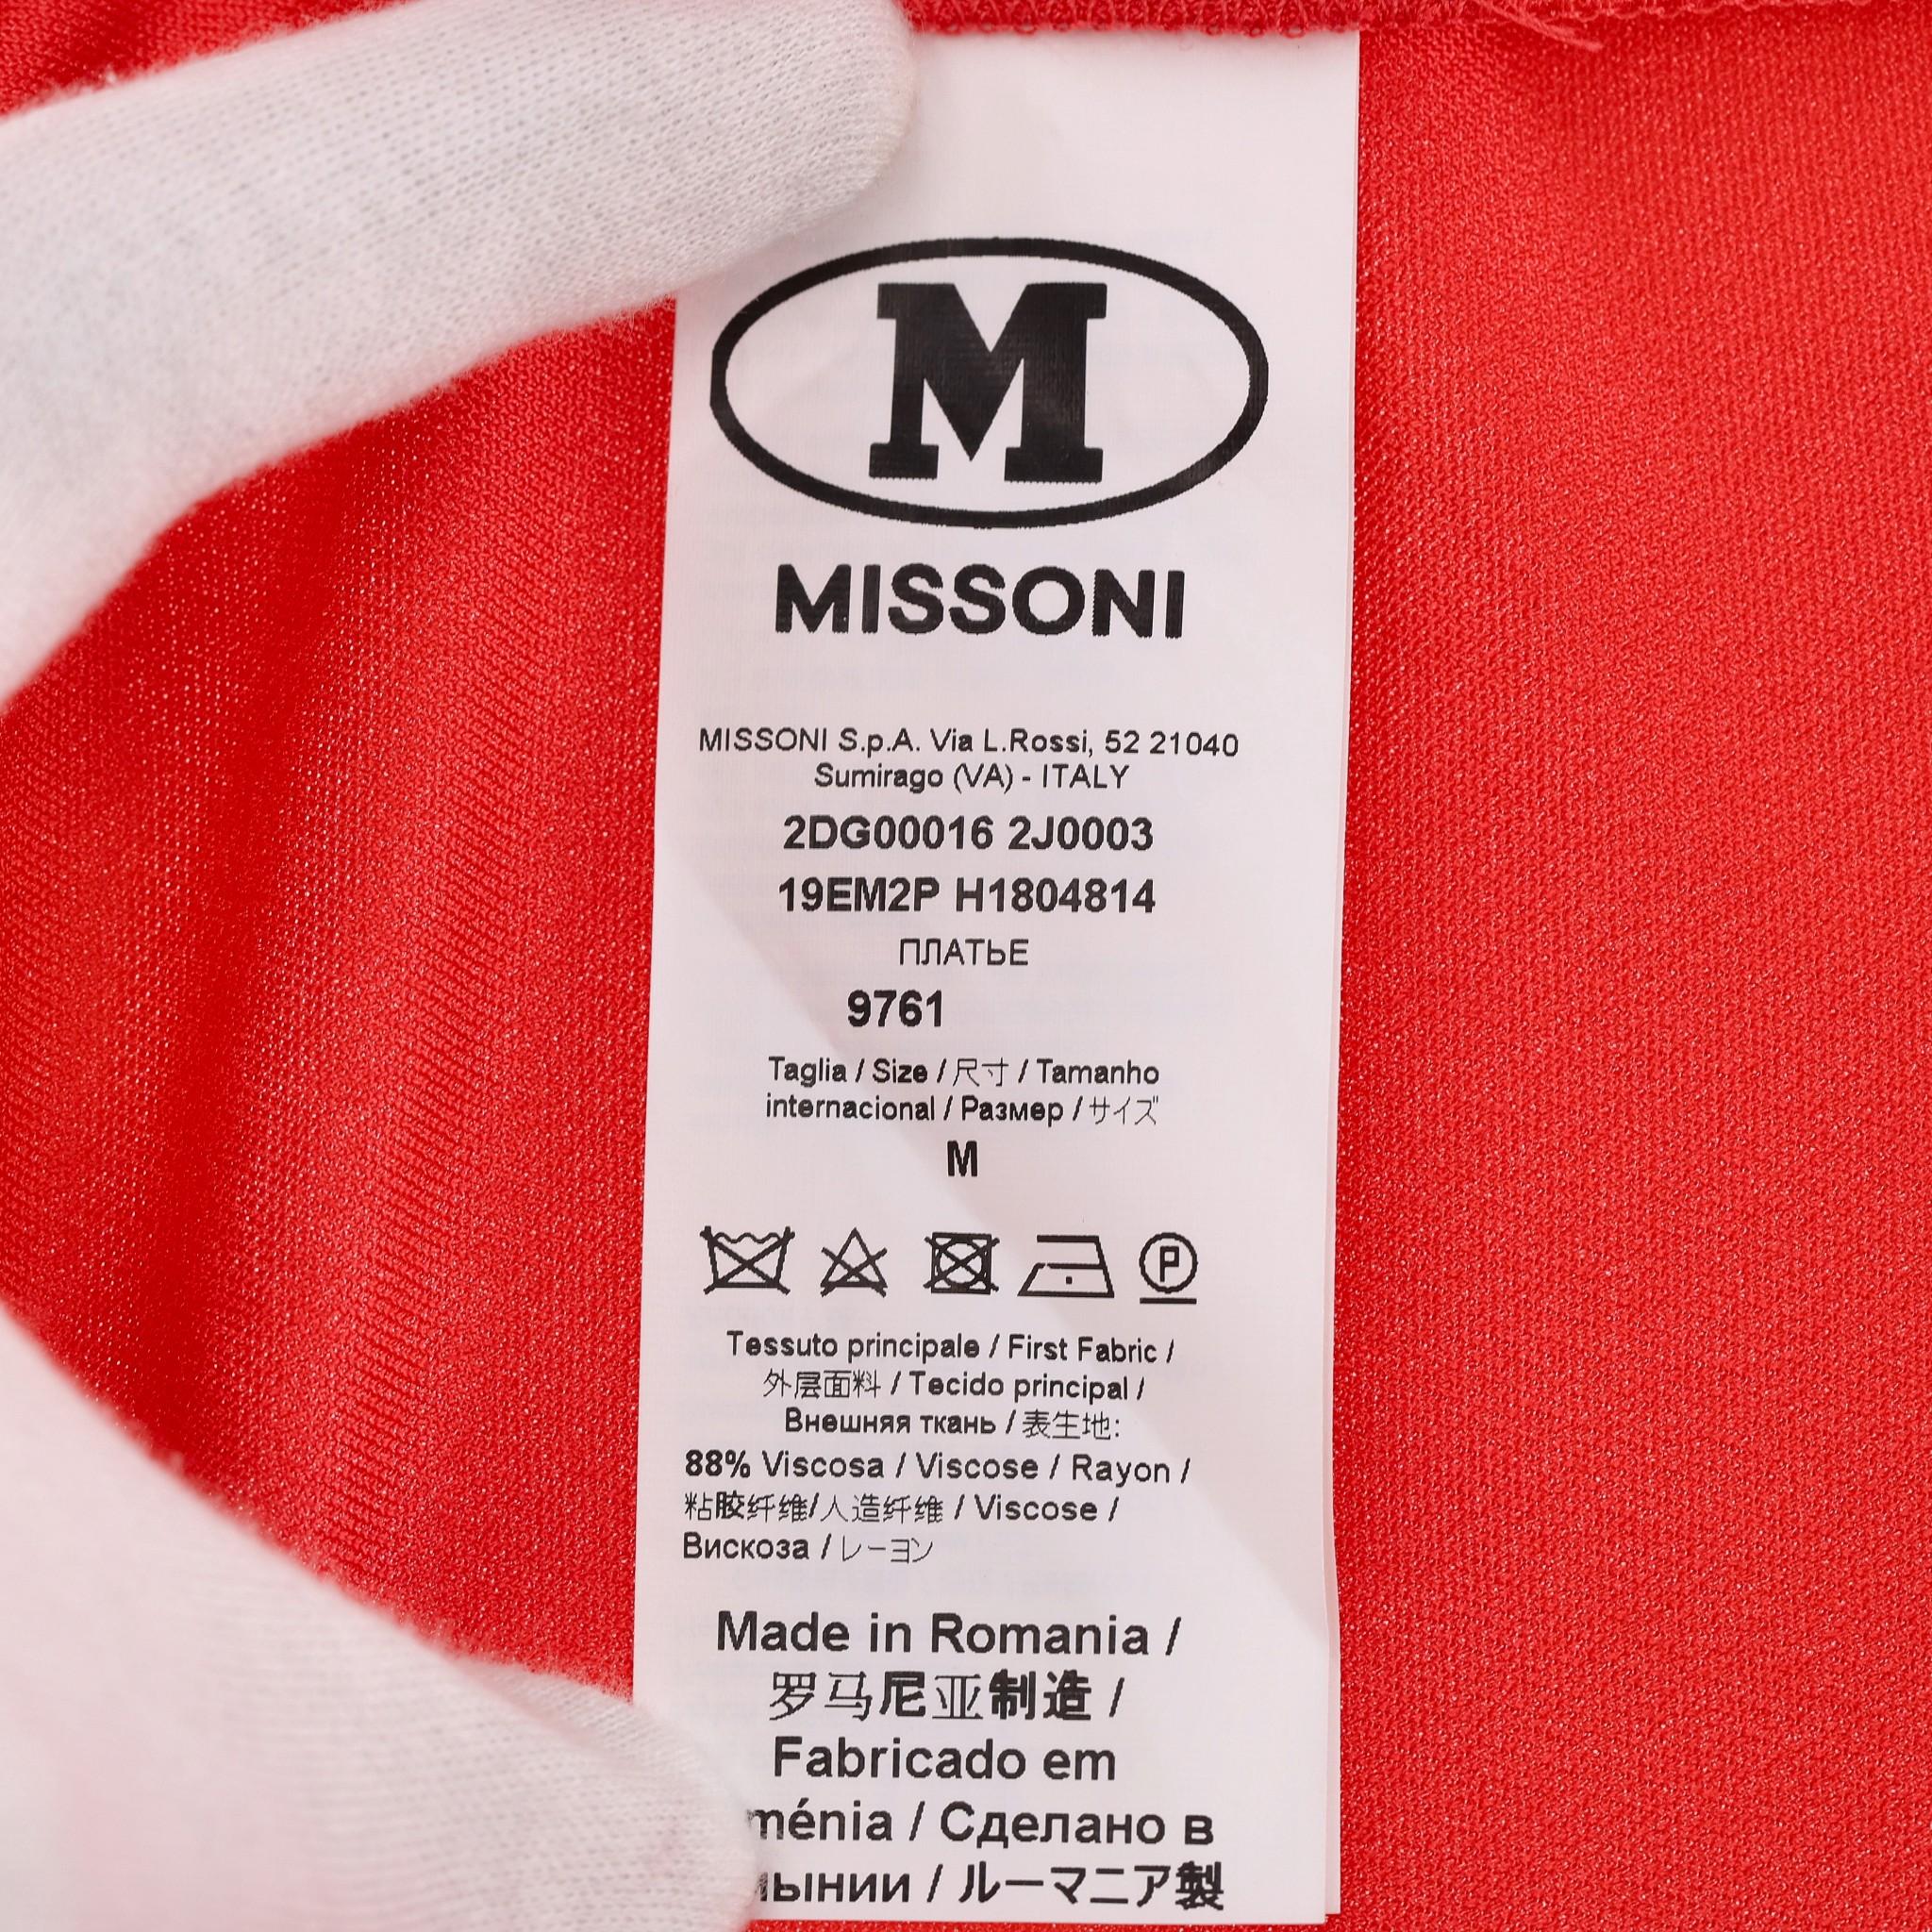 M
MISSONI
MISSONI S.p.A. Via L.Rossi, 52 21040
Sumirago (VA) - ITALY
2DG00016 2J0003
19EM2P H1804814
ПЛАТЬЕ
9761
Taglia / Size / 尺寸 / Tamanho
internacional / Размер / サイズ
M
P
Tessuto principale / First Fabric /
外层面料 / Tecido principal /
Внешняя ткань / 表生地:
88% Viscosa / Viscose / Rayon /
粘胶纤维/人造纤维 / Viscose /
Вискоза / レーヨン
Made in Romania /
罗马尼亚制造 /
Fabricado em
/ Сделано в
/ ルーマニア製